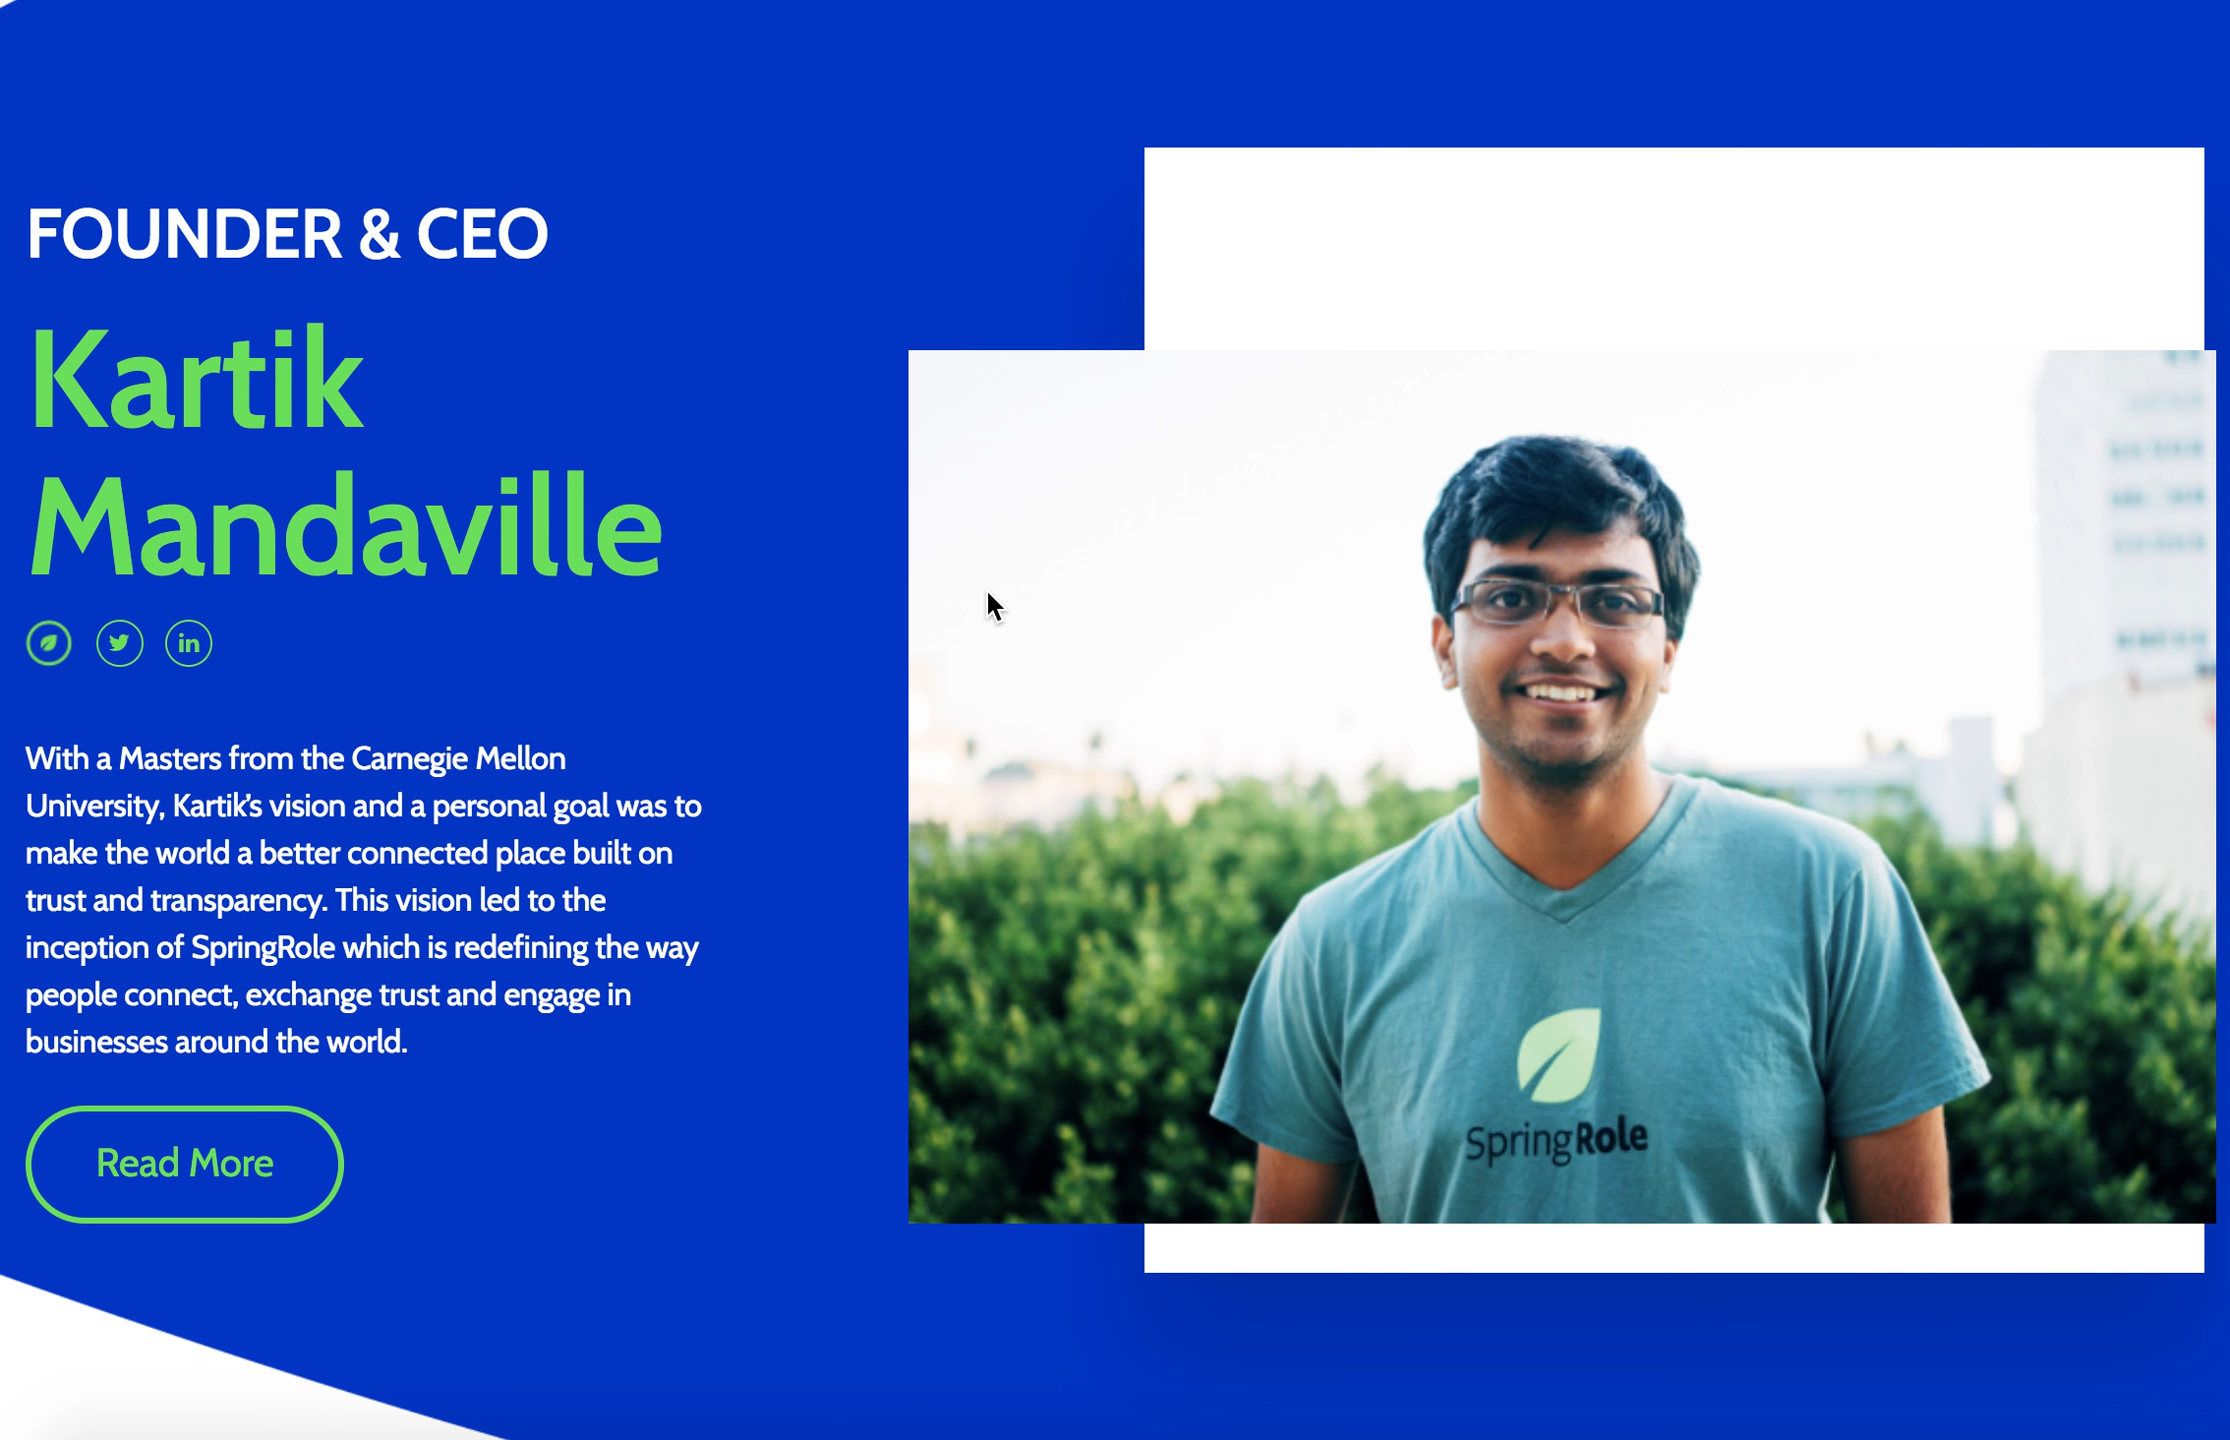 FOUNDER & CEO
Kartik
Mandaville
in
With a Masters from the Carnegie Mellon
University, Kartik’s vision and a personal goal was to
make the world a better connected place built on
trust and transparency. This vision led to the
inception of SpringRole which is redefining the way
people connect, exchange trust and engage in
businesses around the world.
Read More
SpringRole